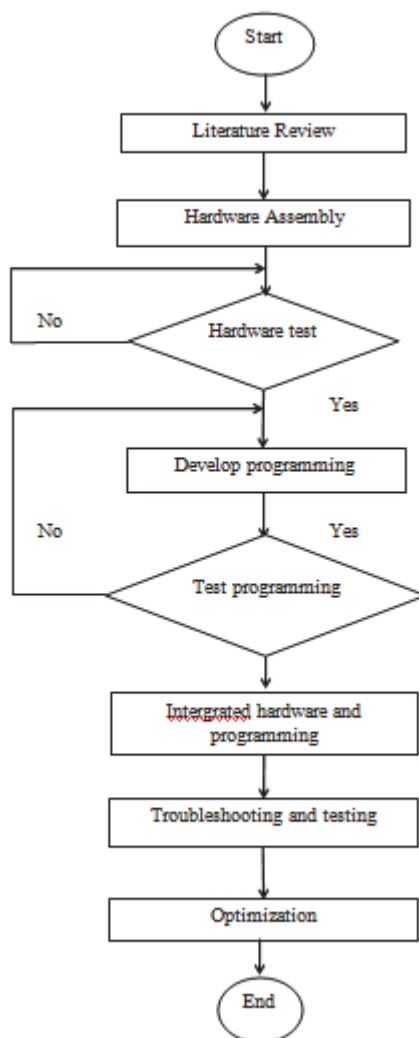 Start
Literature Review
Hardware Assembly
No
Hardware test
Yes
Develop programming
No
Yes
Test programming
Intergrated hardware and
programming
Troubleshooting and testing
Optimization
End